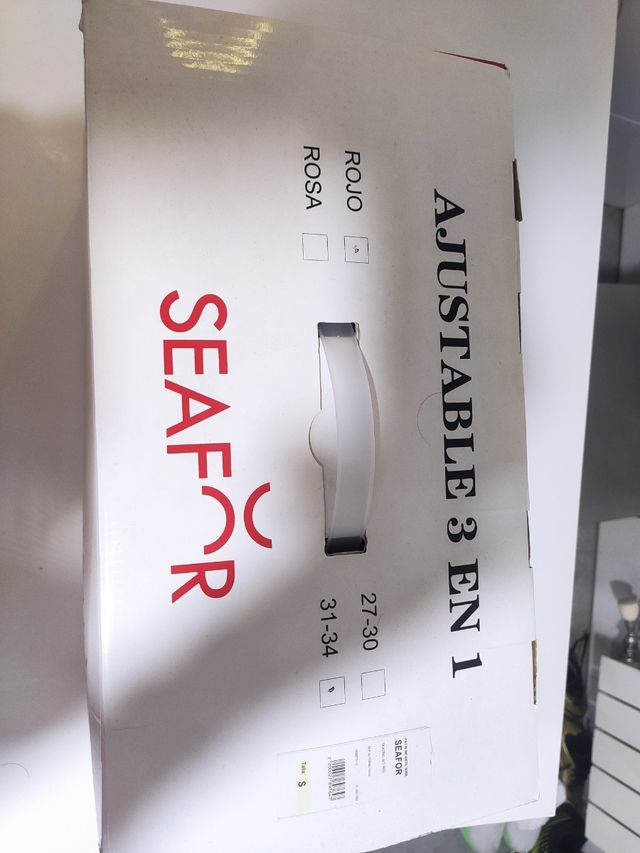 AJUSTABLE 3 EN 1
ROJO
ROSA
27-30
31-34
SEAFOR
SEAFOR
Talla: S